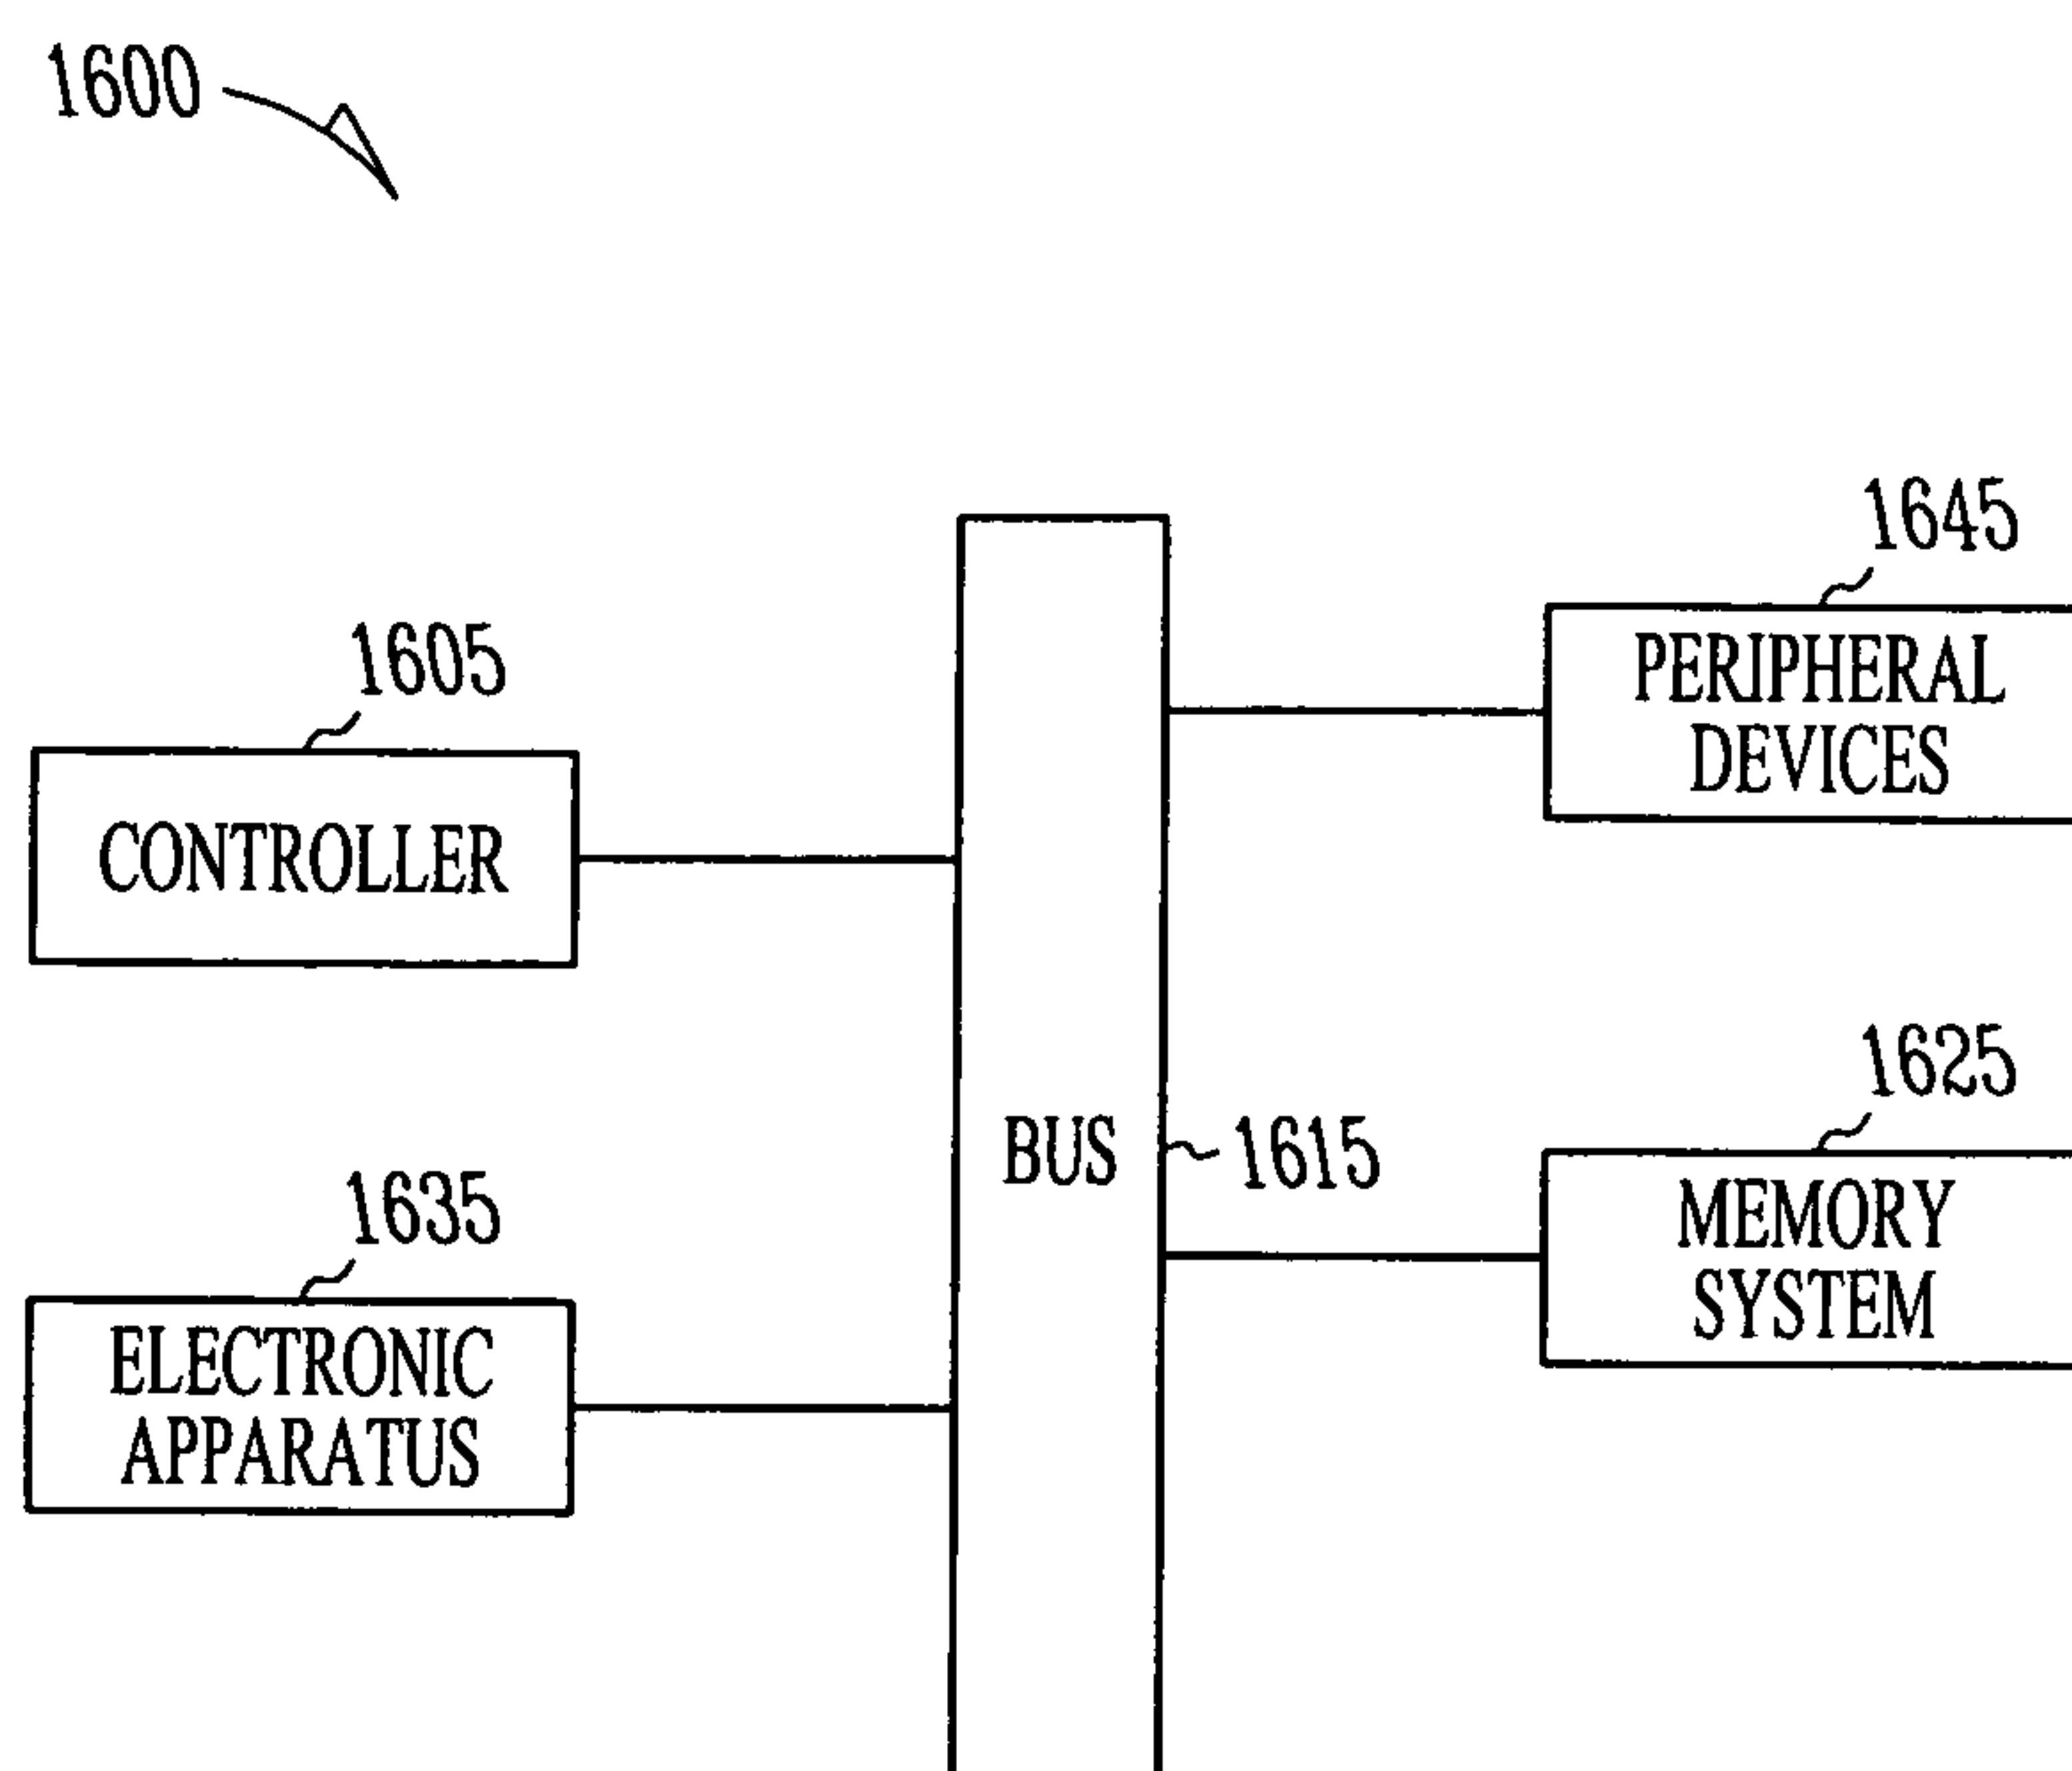 1600
1645
PERIPHERAL
DEVICES
1605
CONTROLLER
1625
MEMORY
SYSTEM
BUS
1615
1635
ELECTRONIC
APPARATUS